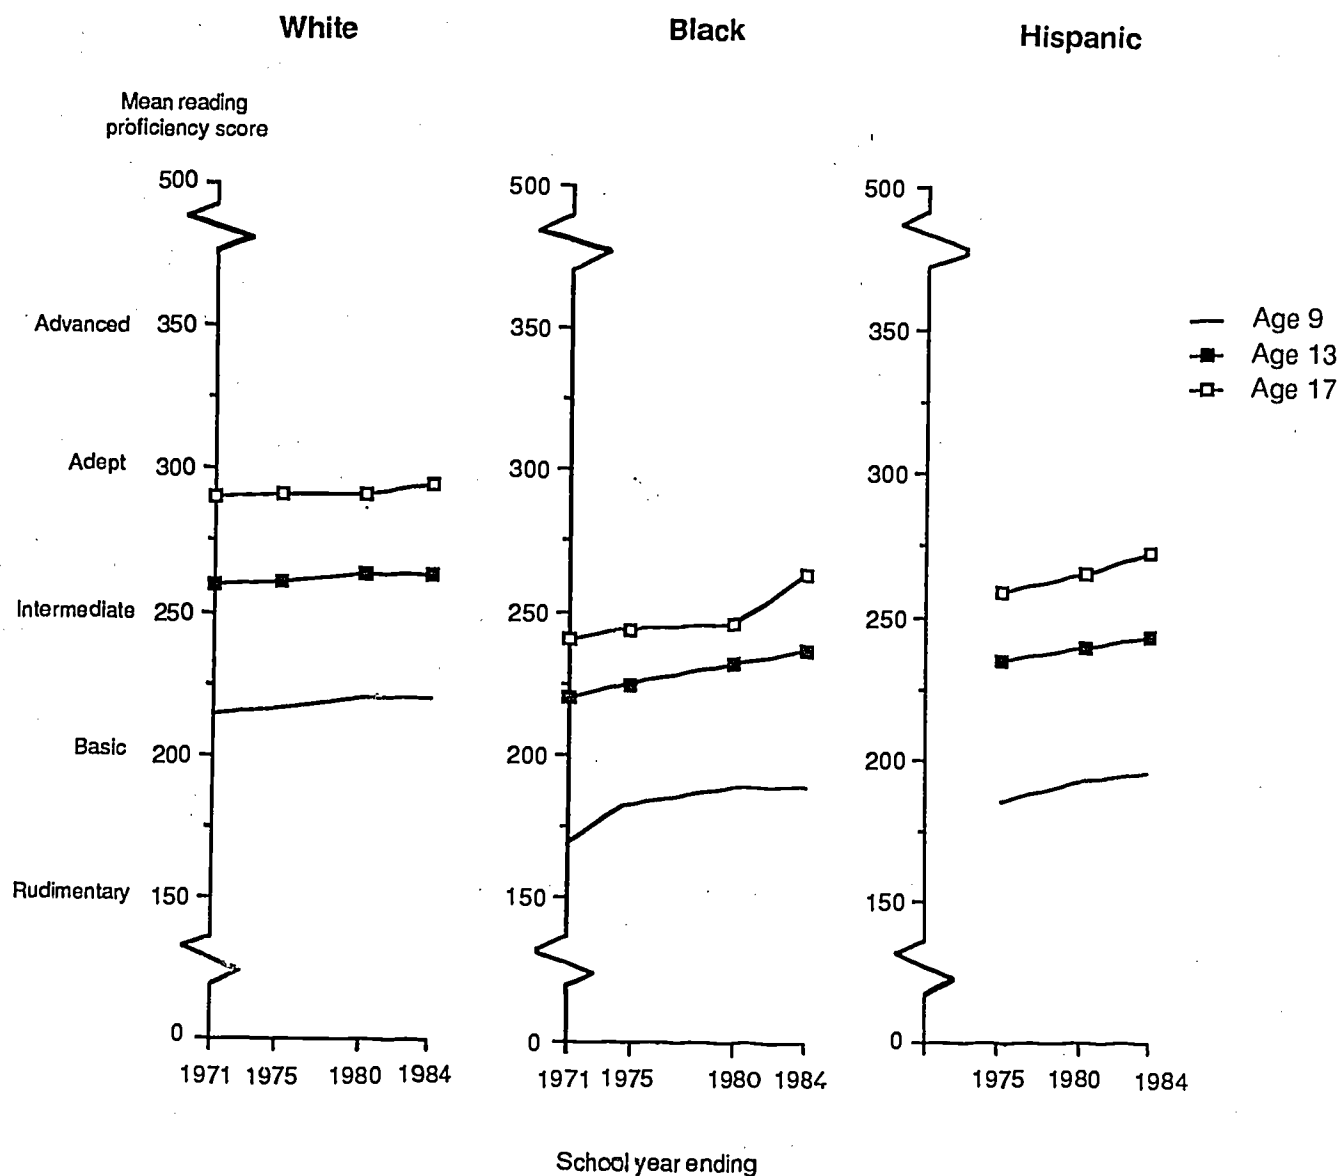 White
Black
Hispanic
Mean reading
proficiency score
500
Advanced 350
Adept 300
Intermediate 250
Basic 200
Rudimentary 150
0
1971 1975 1980 1984
500
350
300
250
200
150
0
1971 1975 1980 1984
500
350
300
250
200
150
0
1975 1980 1984
Age 9
Age 13
Age 17
School year ending